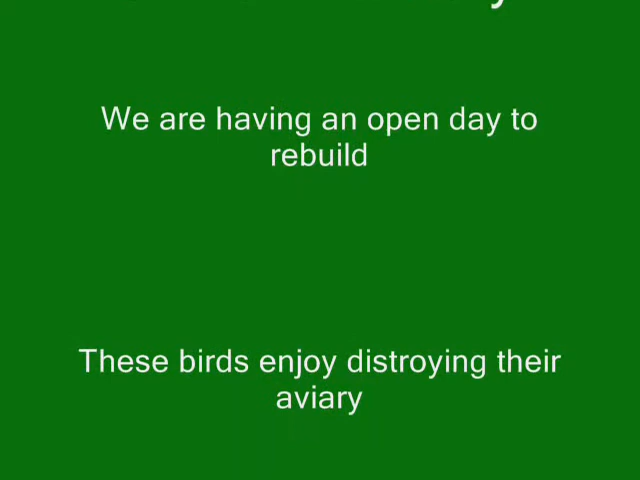 We are having an open day to
rebuild
These birds enjoy distroying their
aviary